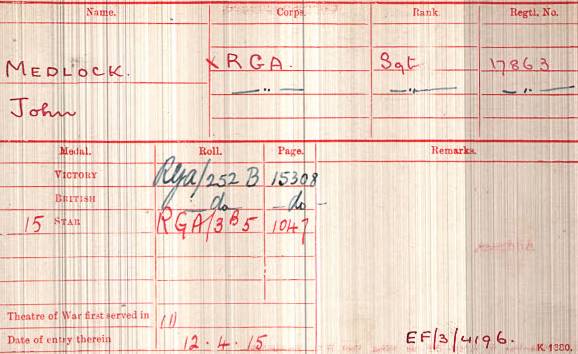 Name. Corps. Rank. Regtl. No.
MEDLOCK. X RGA. Sgt 17863
John — " — — " — — " —
Medal. Roll. Page. Remarks.
VICTORY RGA/252 B 15308
BRITISH — do — — do —
15 STAR RGA/3B5 1047
Theatre of War first served in (1)
Date of entry therein 12.4.15 EF/3/4196.
K. 1380.